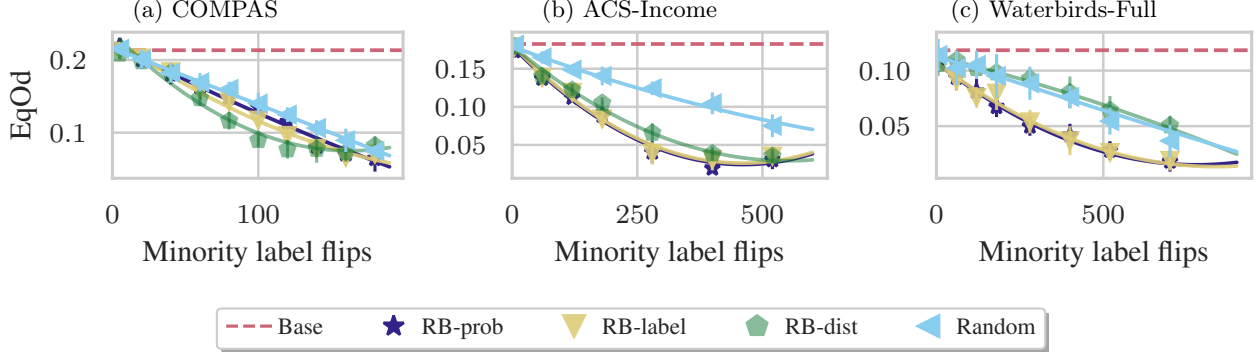 (a) COMPAS
(b) ACS-Income
(c) Waterbirds-Full
EqOd
0.2
0.1
0
100
Minority label flips
0.15
0.10
0.05
0
250
500
Minority label flips
0.10
0.05
0
500
Minority label flips
Base
RB-prob
RB-label
RB-dist
Random